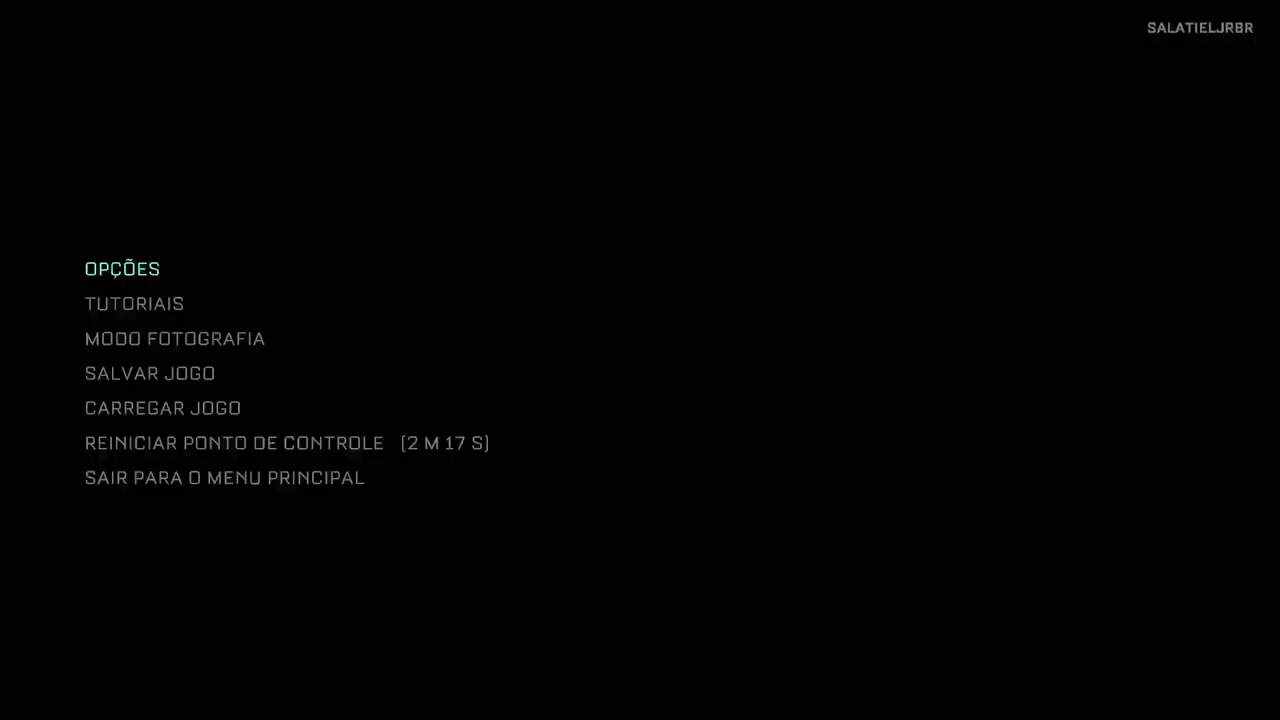 SALATIELJRBR
OPÇÕES
TUTORIAIS
MODO FOTOGRAFIA
SALVAR JOGO
CARREGAR JOGO
REINICIAR PONTO DE CONTROLE (2 M 17 S)
SAIR PARA O MENU PRINCIPAL